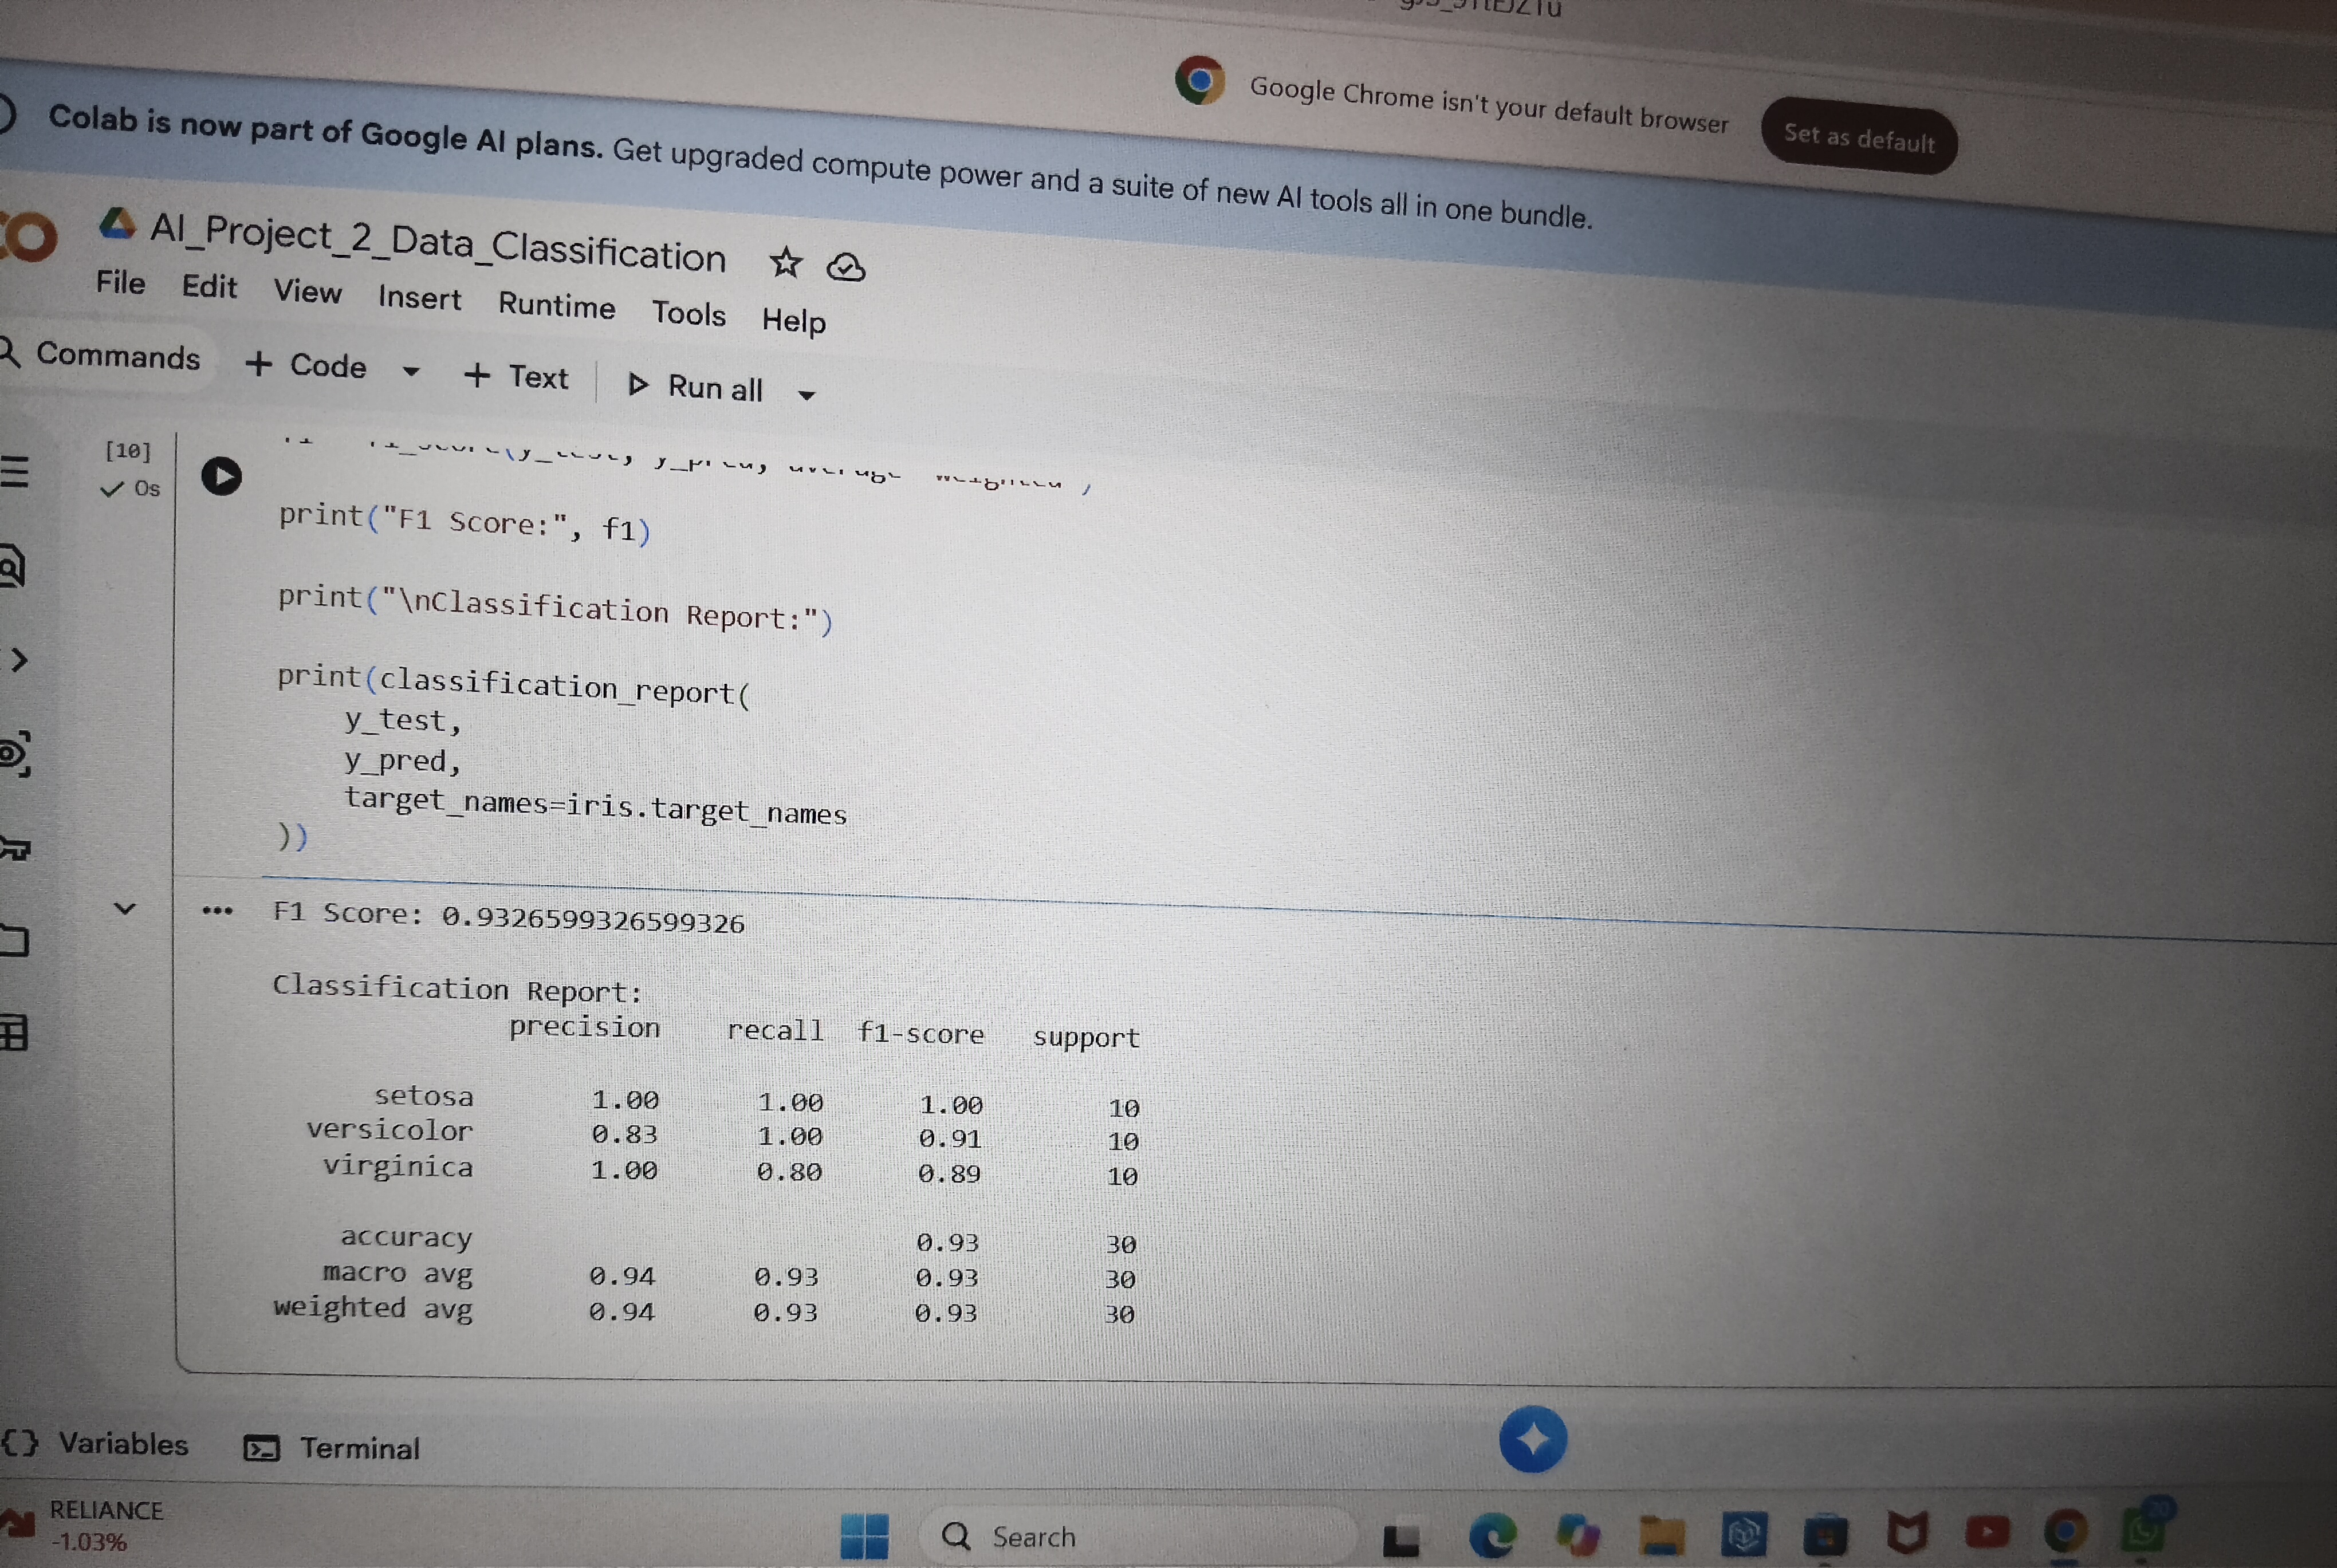 Google Chrome isn't your default browser Set as default
Colab is now part of Google AI plans. Get upgraded compute power and a suite of new AI tools all in one bundle.
AI_Project_2_Data_Classification
File Edit View Insert Runtime Tools Help
Commands + Code + Text Run all
[10]
0s
print("F1 Score:", f1)
print("\nClassification Report:")
print(classification_report(
y_test,
y_pred,
target_names=iris.target_names
))
F1 Score: 0.9326599326599326
Classification Report:
precision recall f1-score support
setosa 1.00 1.00 1.00 10
versicolor 0.83 1.00 0.91 10
virginica 1.00 0.80 0.89 10
accuracy 0.93 30
macro avg 0.94 0.93 0.93 30
weighted avg 0.94 0.93 0.93 30
{} Variables Terminal
RELIANCE
-1.03%
Search